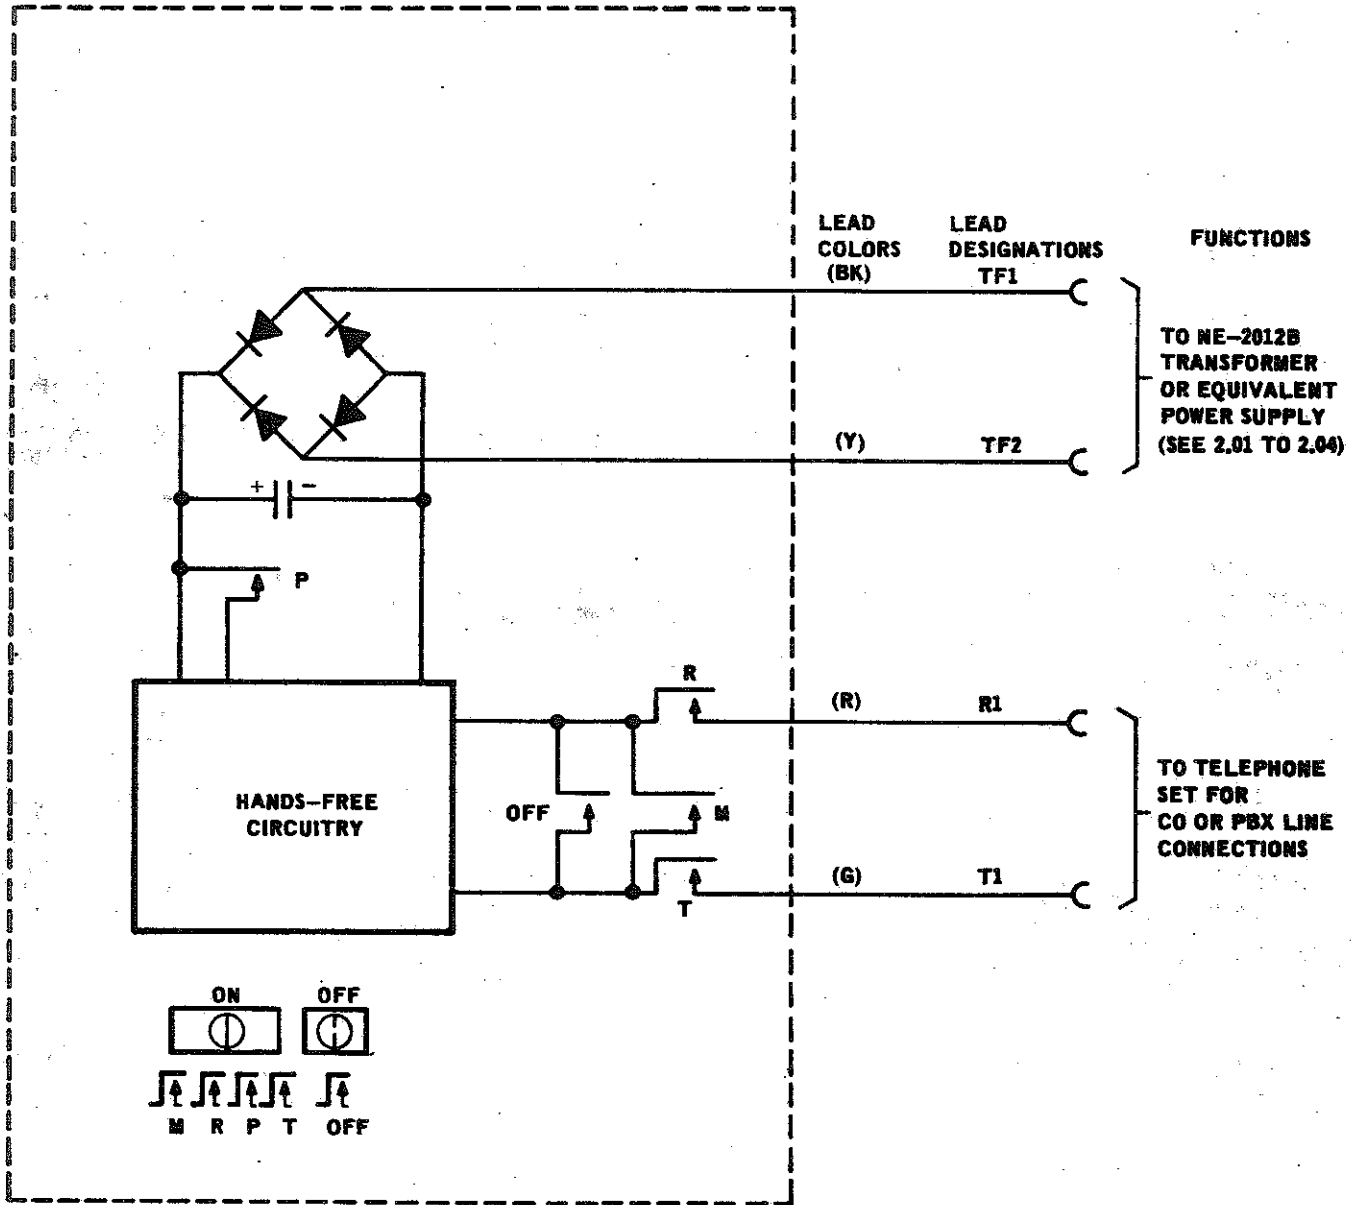 LEAD COLORS
LEAD DESIGNATIONS
FUNCTIONS
(BK)
TF1
TO NE-2012B
TRANSFORMER
OR EQUIVALENT
POWER SUPPLY
(SEE 2.01 TO 2.04)
(Y)
TF2
+ -
P
R
(R)
R1
HANDS-FREE
CIRCUITRY
OFF
M
TO TELEPHONE
SET FOR
CO OR PBX LINE
CONNECTIONS
(G)
T1
T
ON
OFF
M R P T OFF